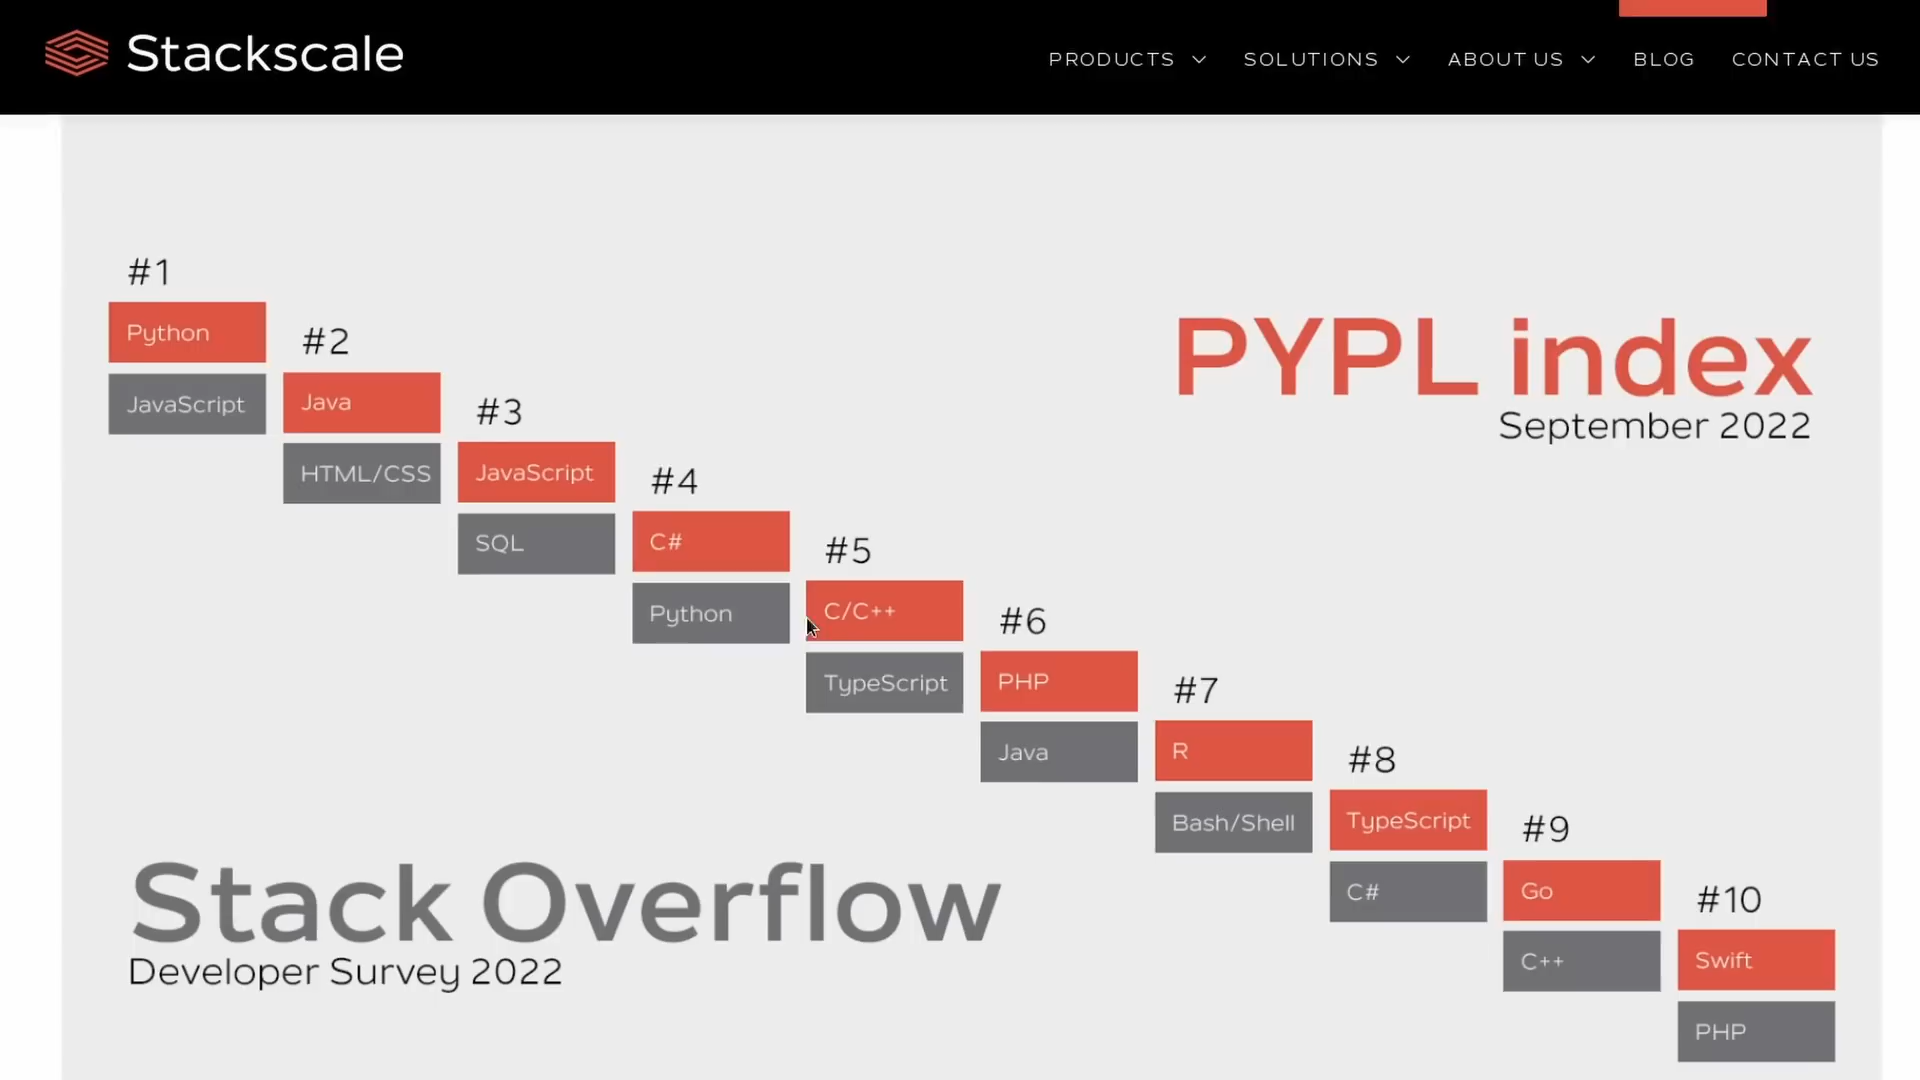 Stackscale
PRODUCTS SOLUTIONS ABOUT US BLOG CONTACT US
#1
Python
JavaScript
#2
Java
HTML/CSS
#3
JavaScript
SQL
#4
C#
Python
#5
C/C++
TypeScript
#6
PHP
Java
#7
R
Bash/Shell
#8
TypeScript
C#
#9
Go
C++
#10
Swift
PHP
PYPL index
September 2022
Stack Overflow
Developer Survey 2022